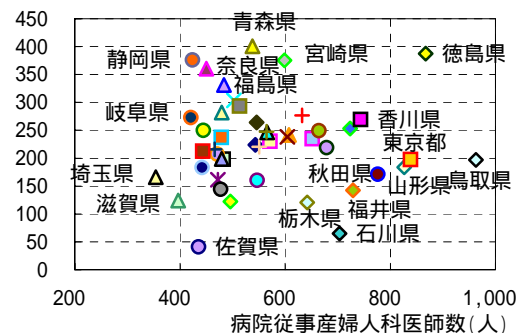 450
400
350
300
250
200
150
100
50
0
200
400
600
800
1,000
青森県
静岡県
奈良県
宮崎県
徳島県
福島県
岐阜県
香川県
東京都
埼玉県
秋田県
山形県
鳥取県
滋賀県
栃木県
福井県
石川県
佐賀県
病院従事産婦人科医師数(人)